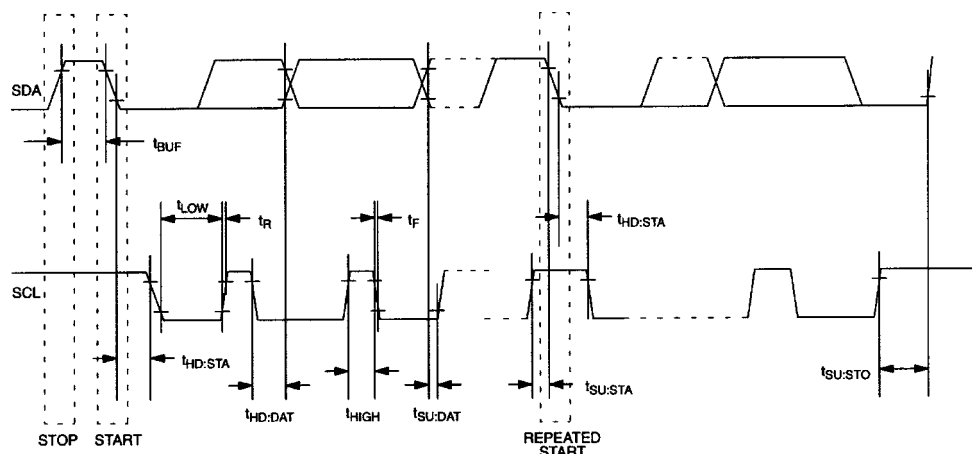 SDA
tBUF
tLOW
tR
tF
tHD:STA
SCL
tHD:STA
tHD:DAT
tHIGH
tSU:DAT
tSU:STA
tSU:STO
STOP
START
REPEATED
START